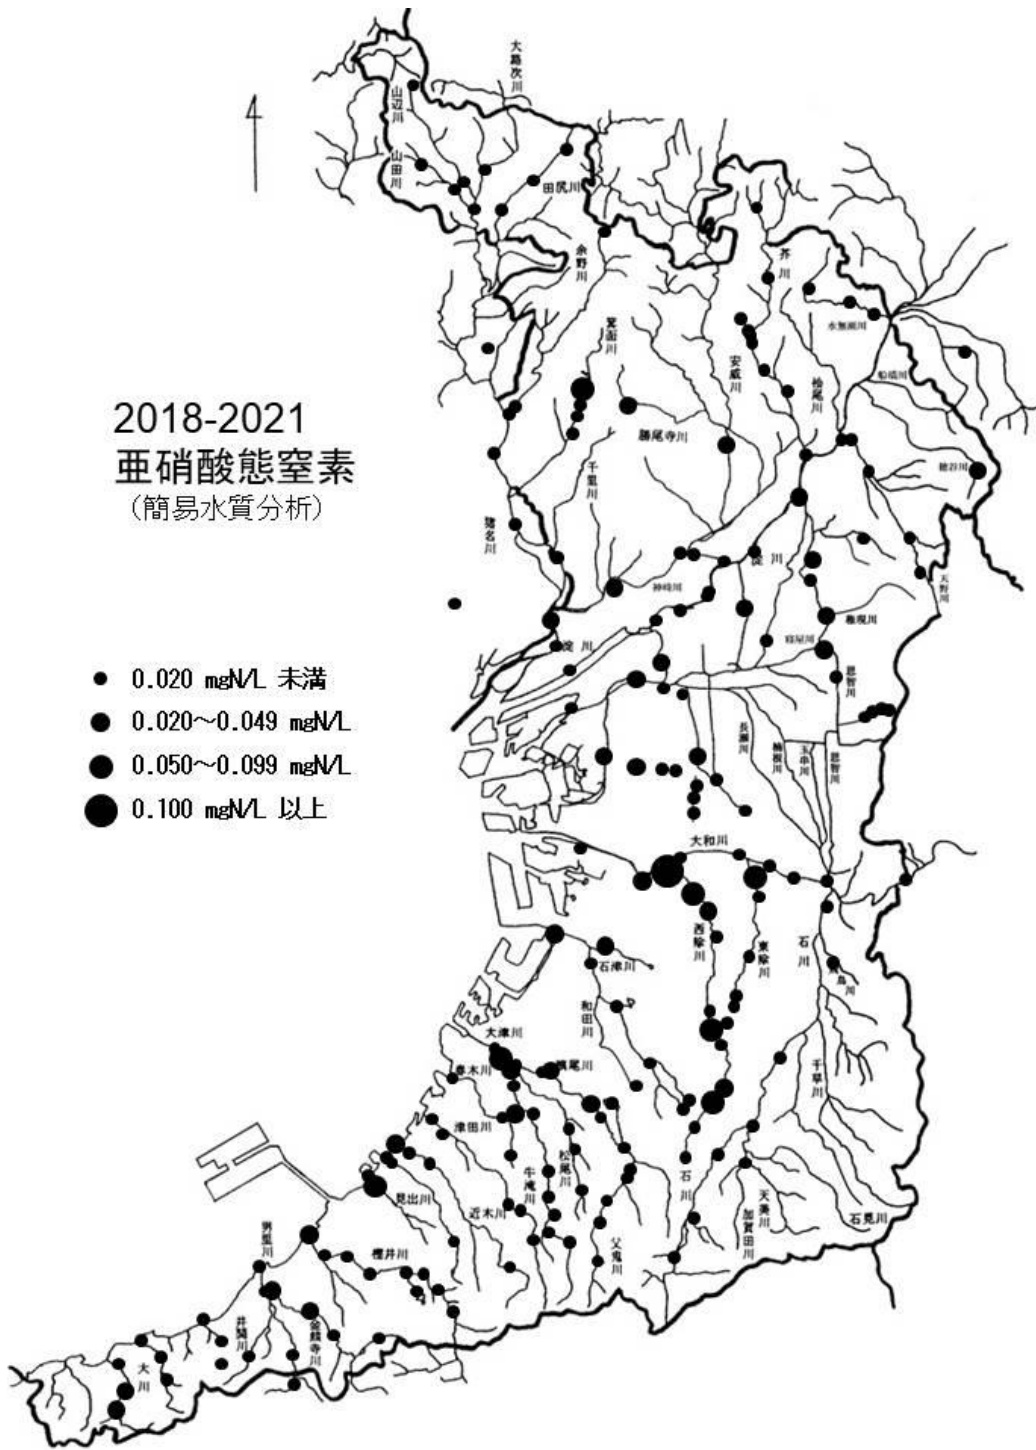 大路次川
山辺川
山田川
田尻川
余野川
芥川
水無瀬川
箕面川
安威川
船橋川
桧尾川
2018-2021
亜硝酸態窒素
(簡易水質分析)
勝尾寺川
穂谷川
千里川
猪名川
淀川
天野川
神崎川
淀川
寝屋川
恩智川
0.020 mgN/L 未満
0.020~0.049 mgN/L
0.050~0.099 mgN/L
0.100 mgN/L 以上
長瀬川
楠根川
玉串川
恩智川
大和川
西除川
東除川
石川
石津川
和田川
大津川
槇尾川
千早川
津田川
牛滝川
松尾川
石川
天美川
加賀田川
石見川
見出川
近木川
父鬼川
男里川
樫井川
井関川
金熊寺川
大川